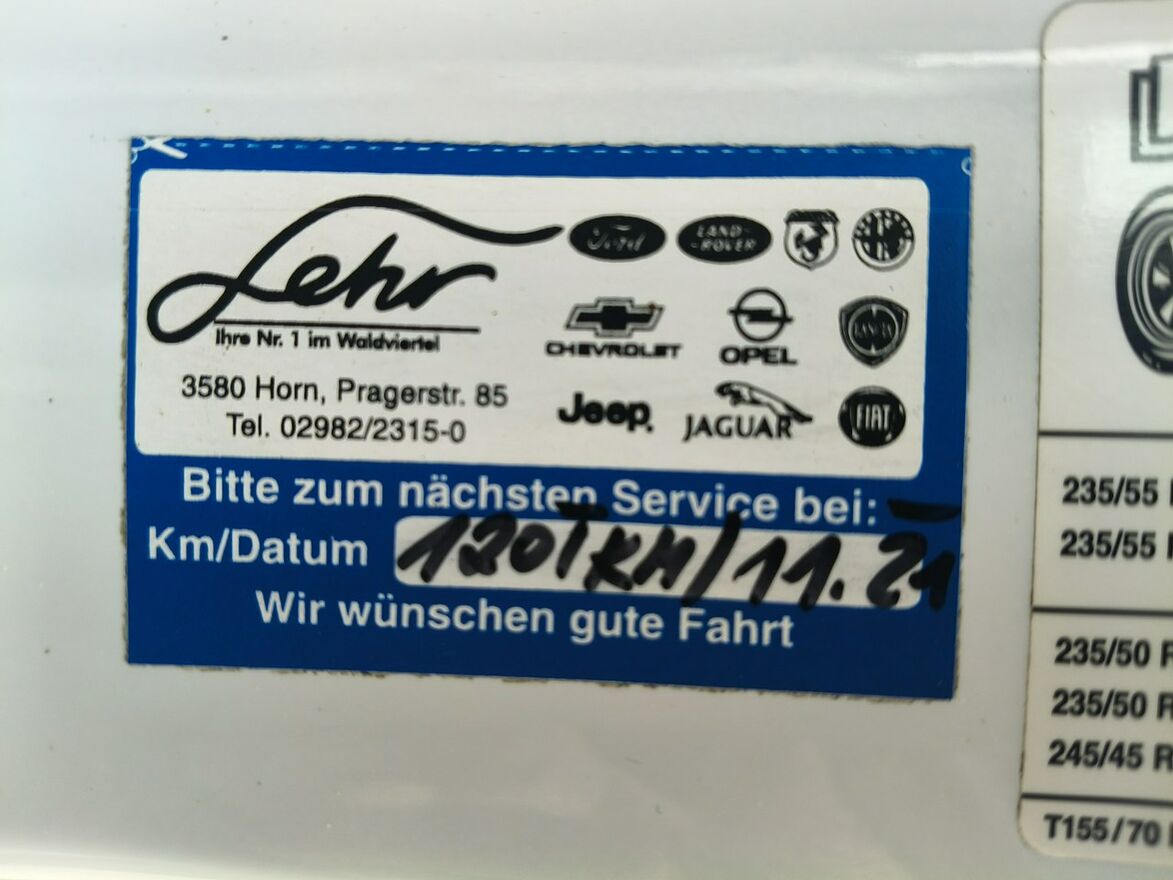 Lehr
Ihre Nr. 1 im Waldviertel
3580 Horn, Pragerstr. 85
Tel. 02982/2315-0
Ford
LAND-
-ROVER
CHEVROLET
OPEL
LANCIA
Jeep
JAGUAR
FIAT
Bitte zum nächsten Service bei:
Km/Datum 120TKM/11.21
Wir wünschen gute Fahrt
235/55
235/55
235/50 R
235/50 R
245/45 R
T155/70